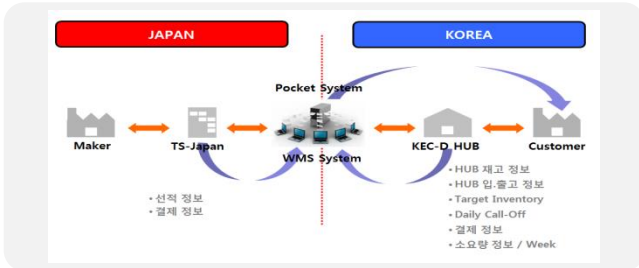 JAPAN
KOREA
Pocket System
Maker
TS-Japan
WMS System
KEC-D HUB
Customer
• 선적 정보
• 결제 정보
• HUB 재고 정보
• HUB 입.출고 정보
• Target Inventory
• Daily Call-Off
• 결제 정보
• 소요량 정보 / Week